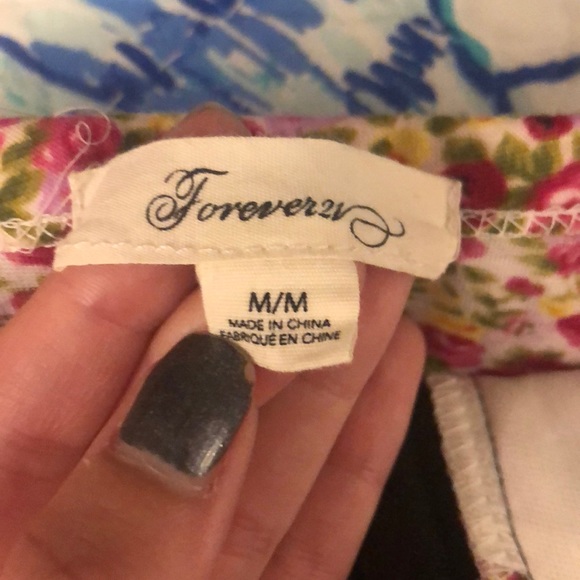 Forever21
M/M
MADE IN CHINA
FABRIQUÉ EN CHINE